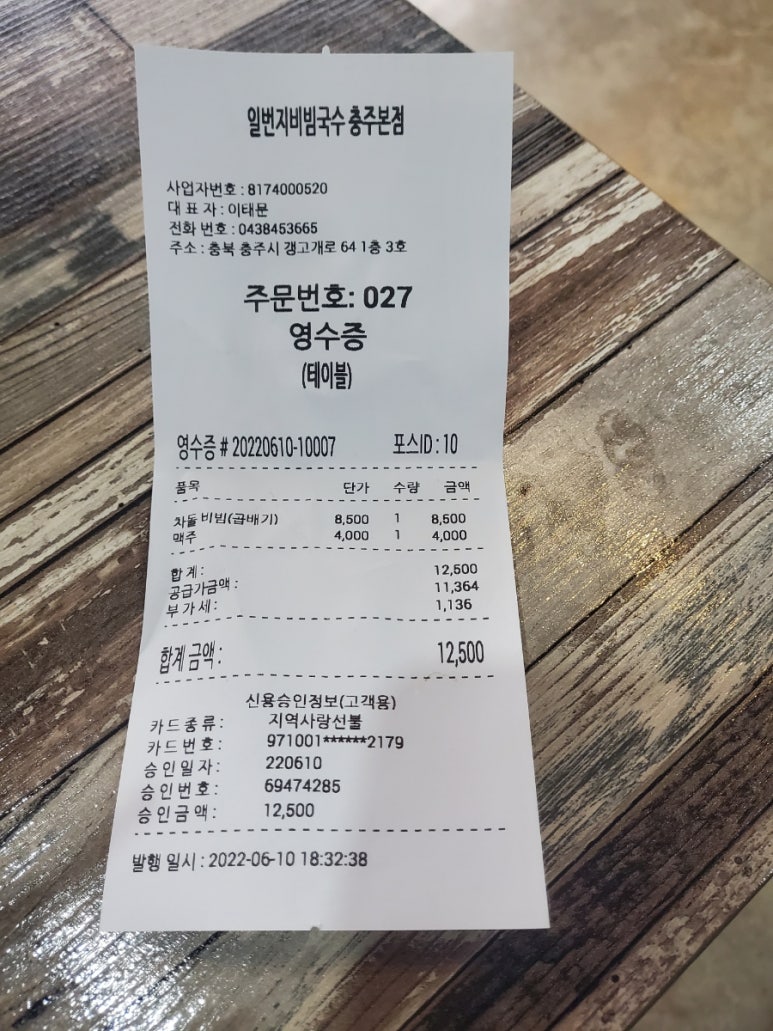 일번지비빔국수 충주본점
사업자번호 : 8174000520
대 표 자 : 이태문
전화 번호 : 0438453665
주소 : 충북 충주시 갱고개로 64 1층 3호
주문번호: 027
영수증
(테이블)
영수증 # 20220610-10007 포스ID : 10
품목 단가 수량 금액
차돌비빔(곱배기) 8,500 1 8,500
맥주 4,000 1 4,000
합 계 : 12,500
공급가금액 : 11,364
부 가 세 : 1,136
합계 금액 : 12,500
신용승인정보(고객용)
카 드 종 류 : 지역사랑선불
카 드 번 호 : 971001******2179
승 인 일 자 : 220610
승 인 번 호 : 69474285
승 인 금 액 : 12,500
발행 일시 : 2022-06-10 18:32:38